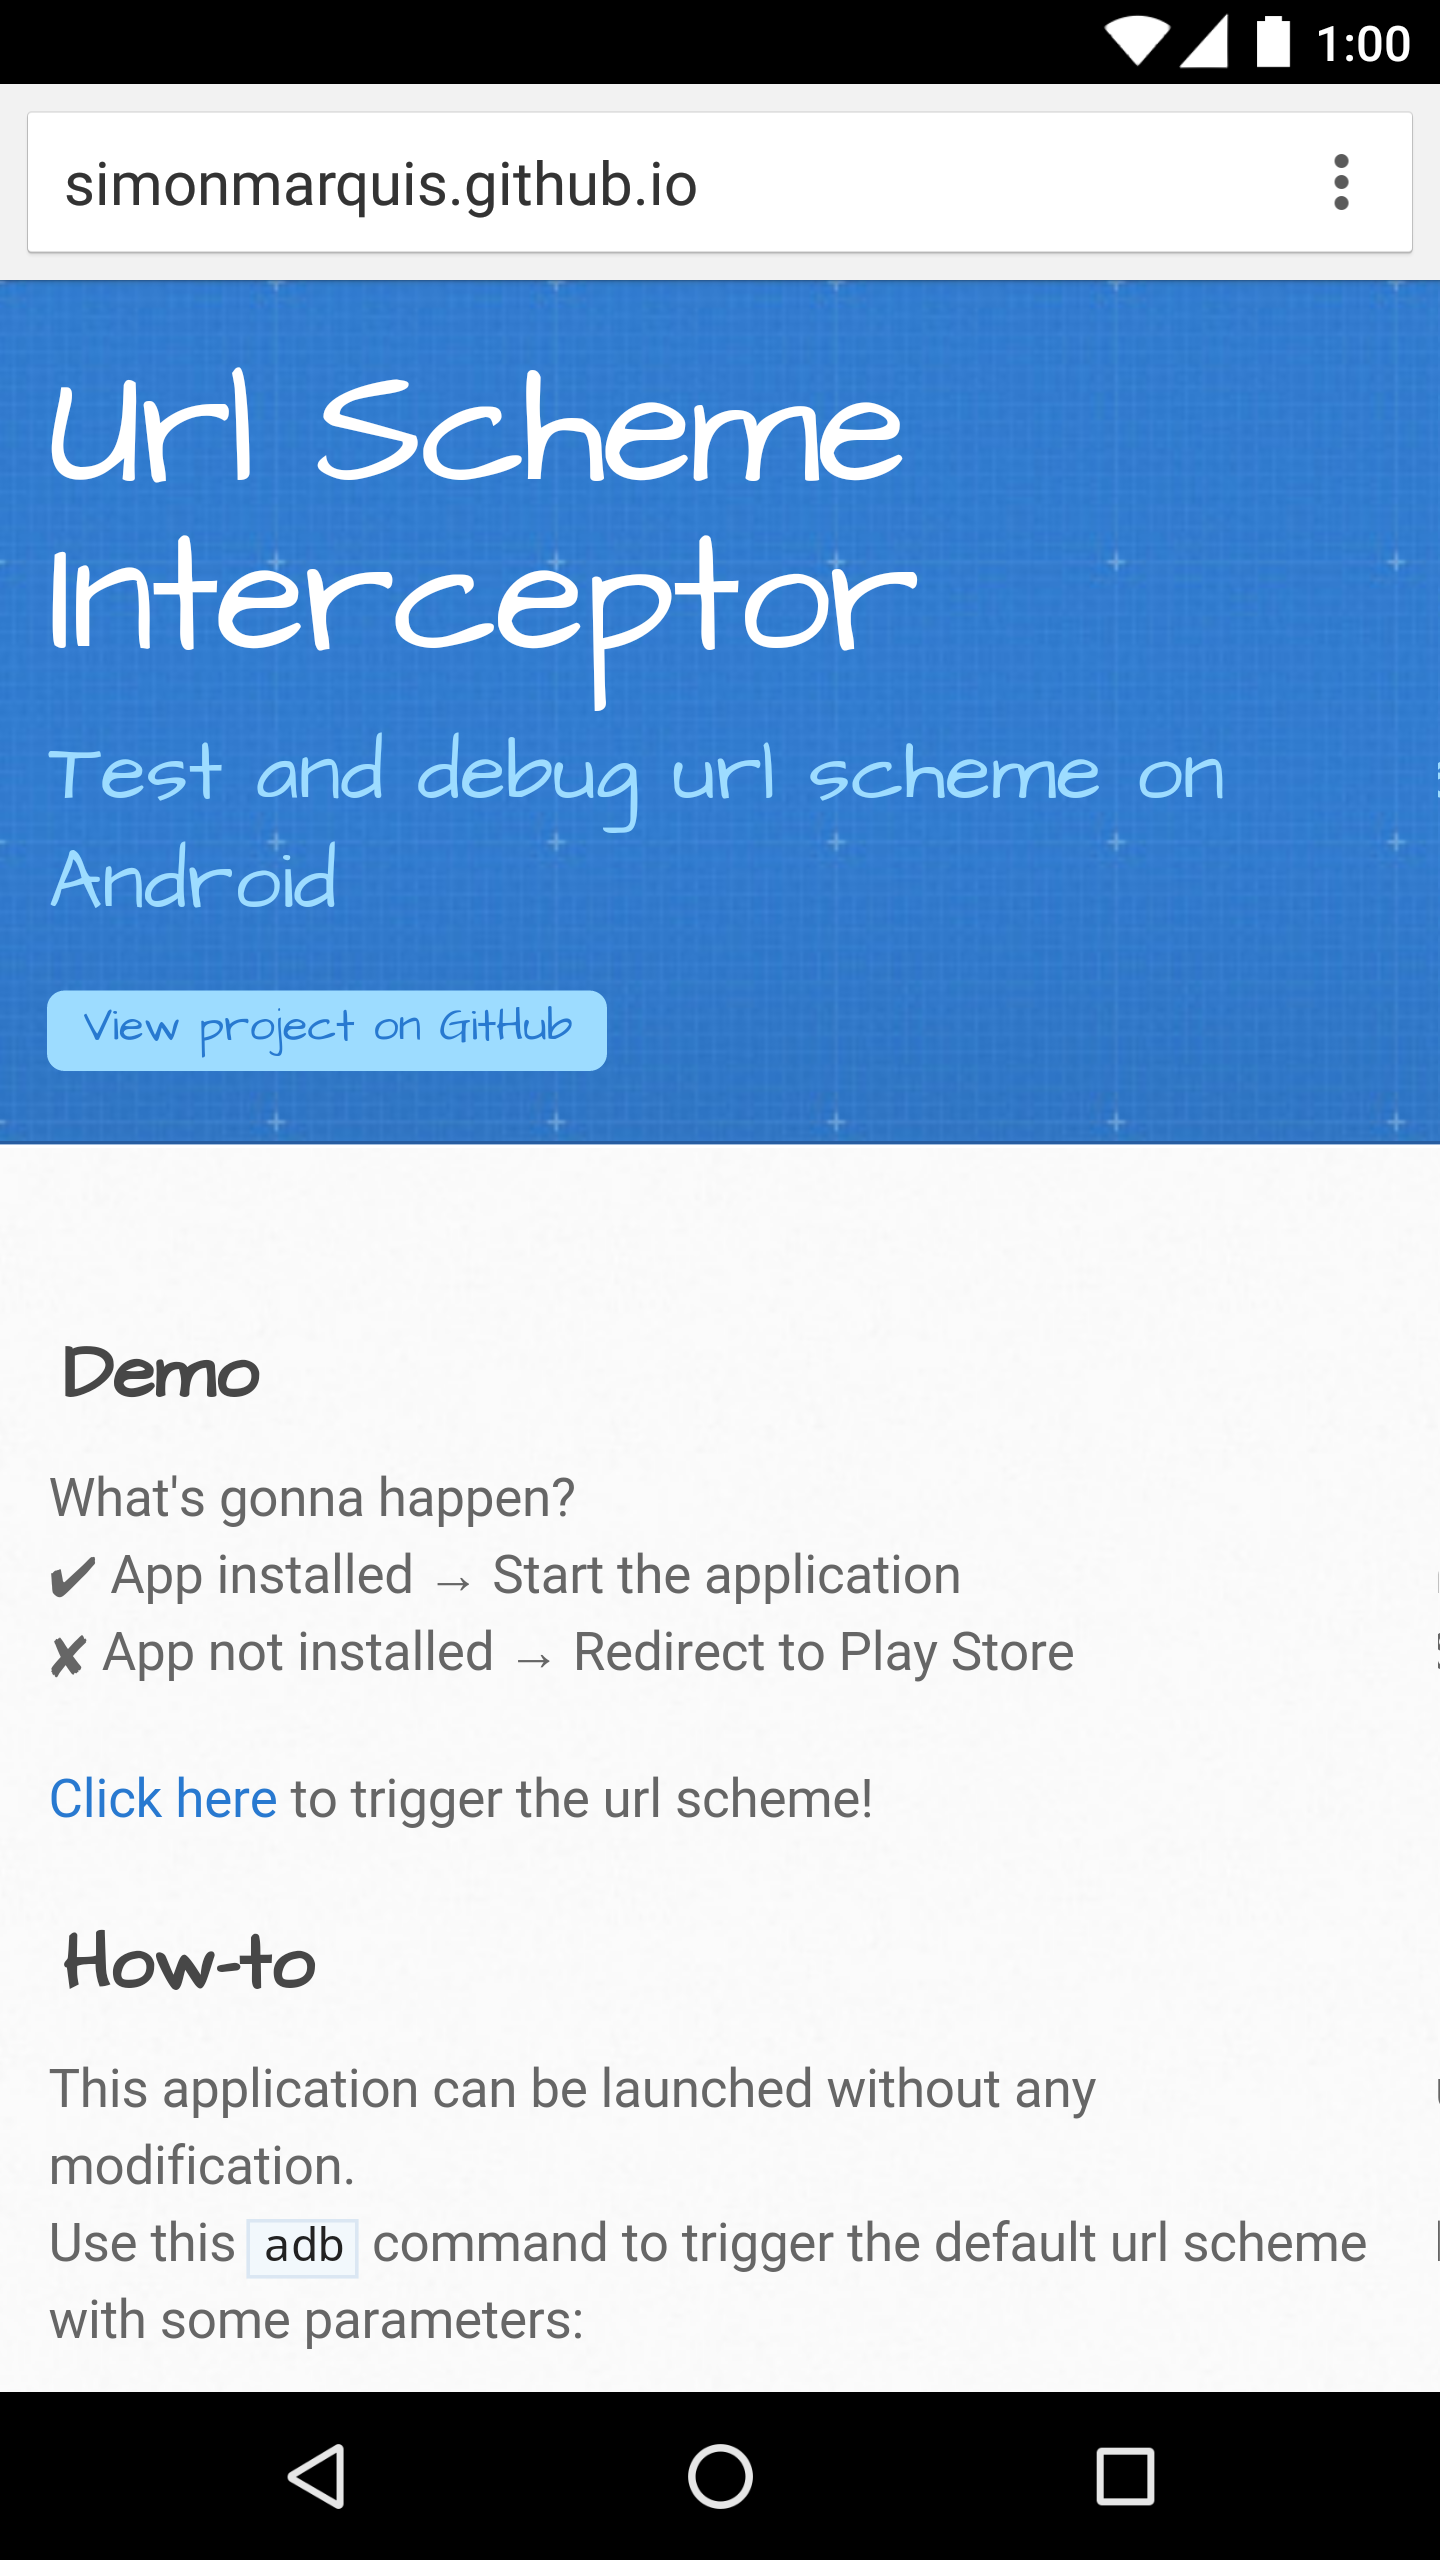 1:00
simonmarquis.github.io
Url Scheme
Interceptor
Test and debug url scheme on
Android
View project on GitHub
Demo
What's gonna happen?
✔ App installed → Start the application
✘ App not installed → Redirect to Play Store
Click here to trigger the url scheme!
How-to
This application can be launched without any
modification.
Use this adb command to trigger the default url scheme
with some parameters: